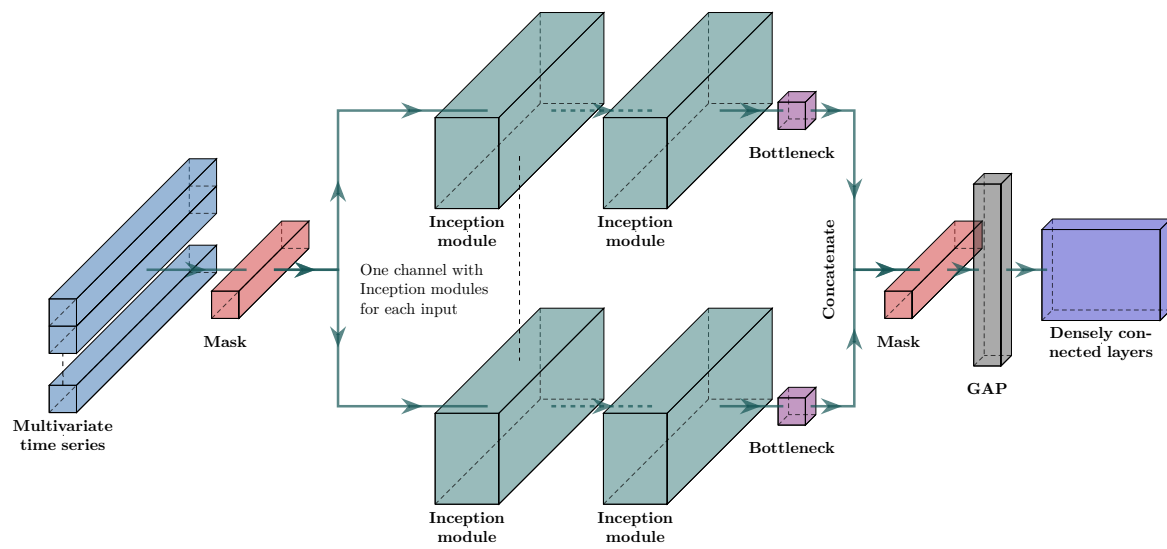 Multivariate
time series
Mask
One channel with
Inception modules
for each input
Inception
module
Inception
module
Bottleneck
Inception
module
Inception
module
Bottleneck
Concatenate
Mask
GAP
Densely con-
nected layers